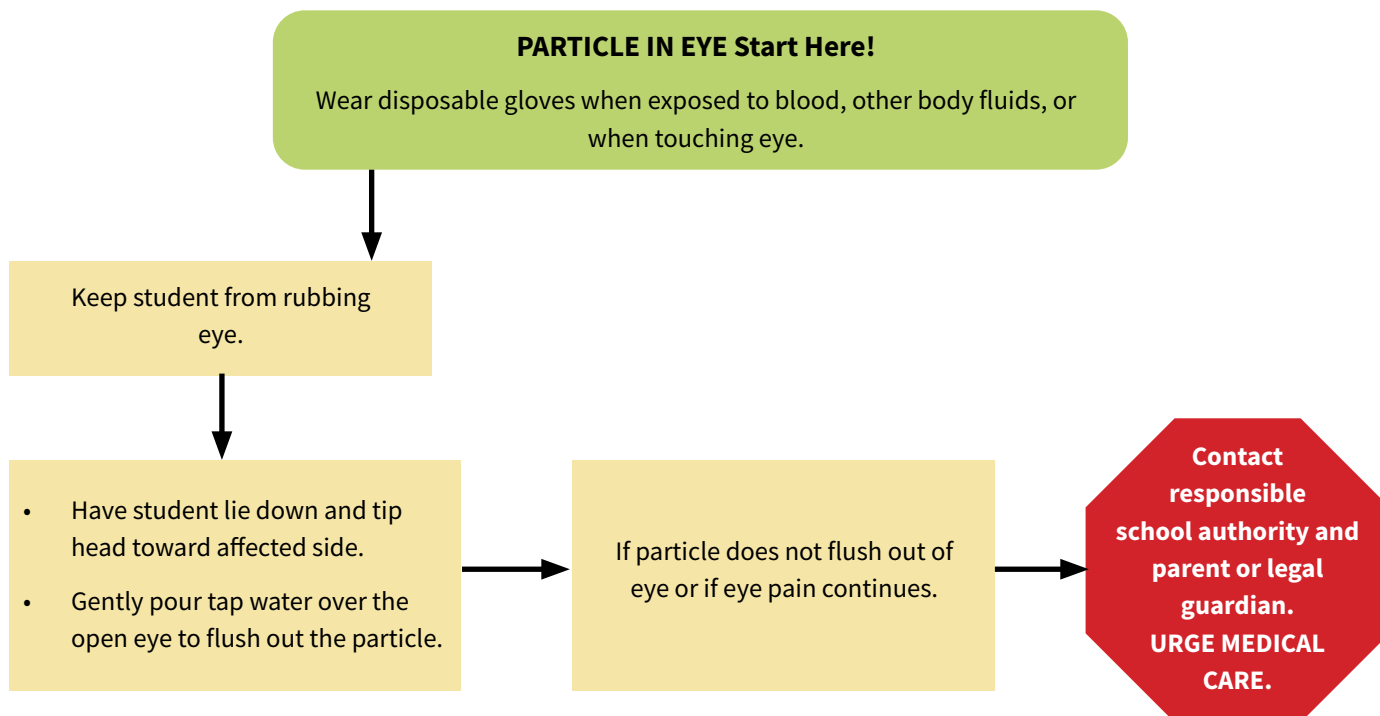 PARTICLE IN EYE Start Here!
Wear disposable gloves when exposed to blood, other body fluids, or
when touching eye.
Keep student from rubbing
eye.
• Have student lie down and tip
head toward affected side.
• Gently pour tap water over the
open eye to flush out the particle.
If particle does not flush out of
eye or if eye pain continues.
Contact
responsible
school authority and
parent or legal
guardian.
URGE MEDICAL
CARE.